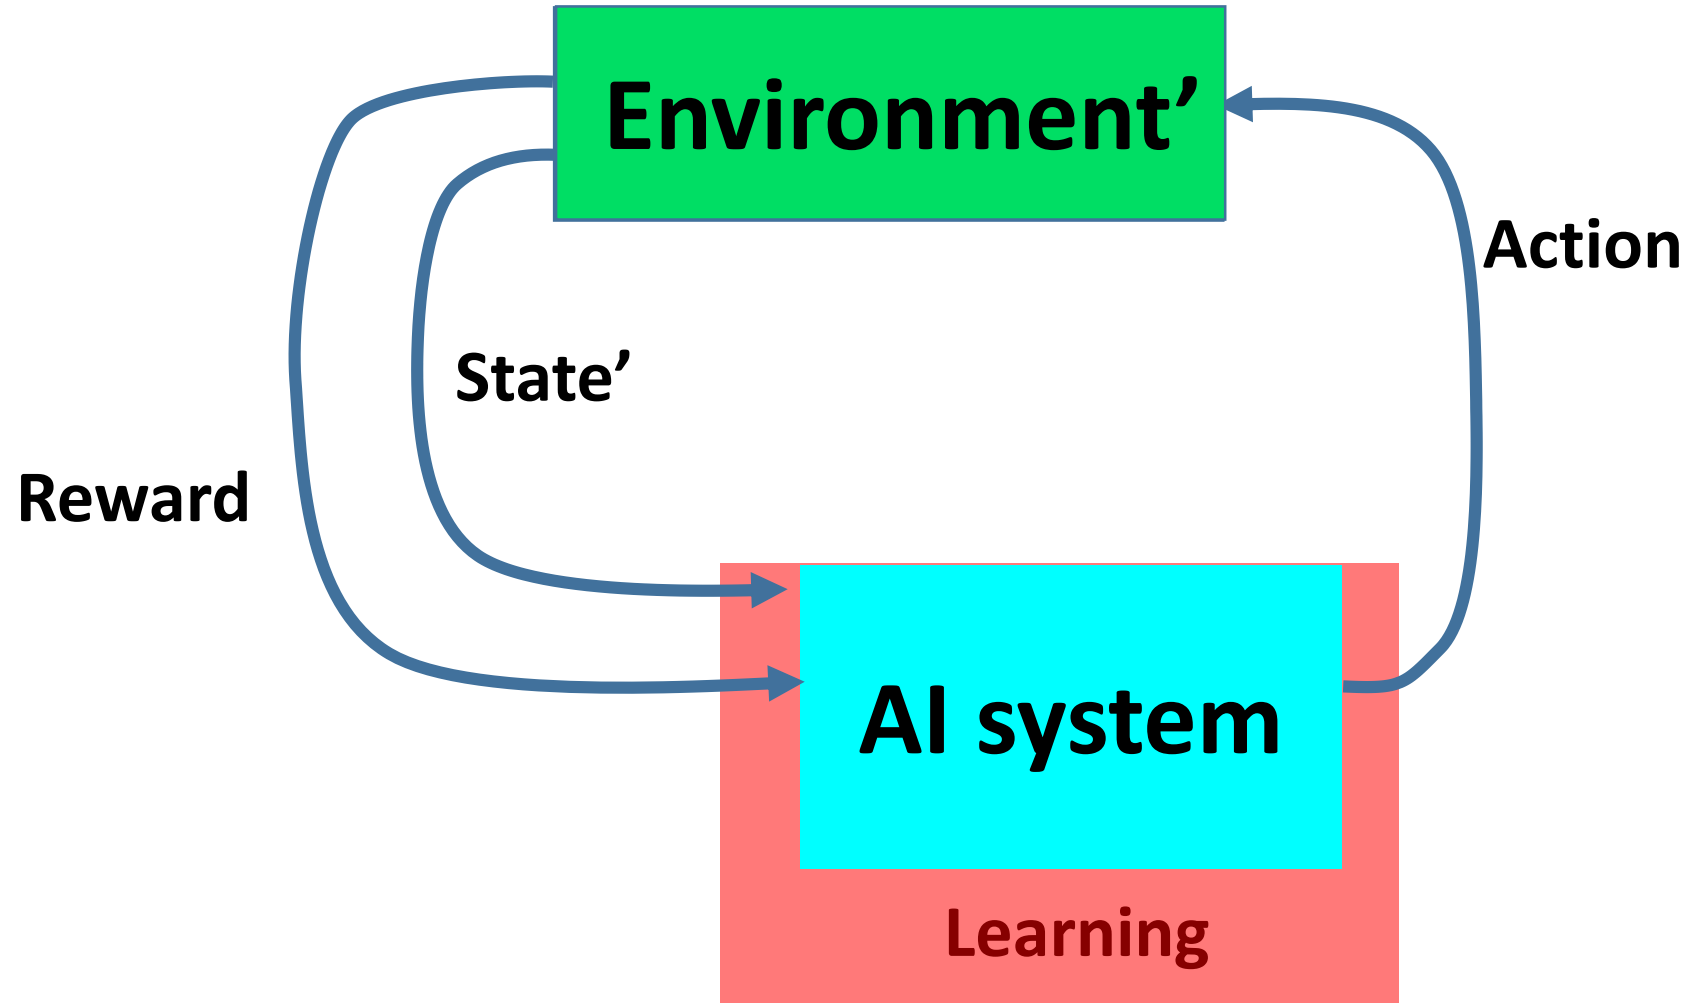 Environment’
Action
State’
Reward
AI system
Learning